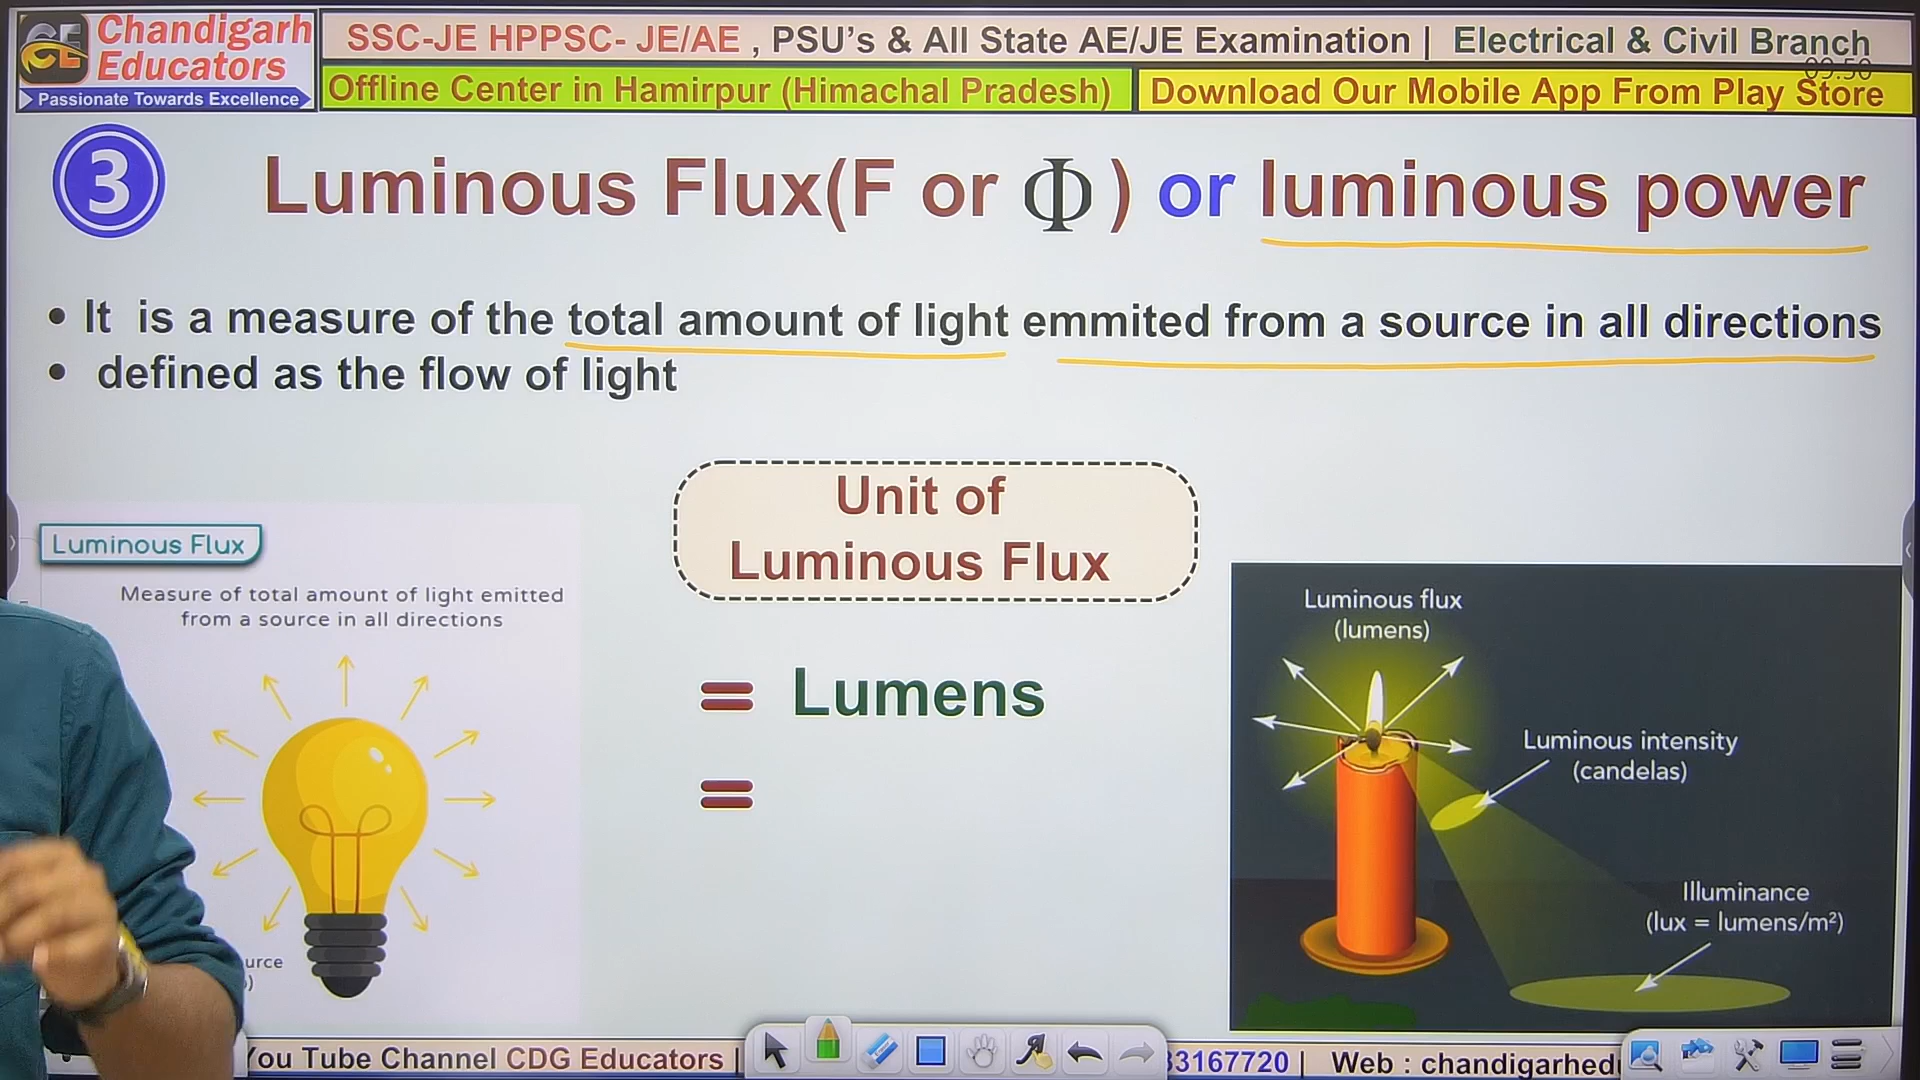 Chandigarh
Educators
Passionate Towards Excellence
SSC-JE HPPSC- JE/AE , PSU's & All State AE/JE Examination | Electrical & Civil Branch
Offline Center in Hamirpur (Himachal Pradesh)
Download Our Mobile App From Play Store
3
Luminous Flux(F or Φ) or luminous power
• It is a measure of the total amount of light emmited from a source in all directions
• defined as the flow of light
Unit of
Luminous Flux
= Lumens
=
Luminous Flux
Measure of total amount of light emitted
from a source in all directions
Luminous flux
(lumens)
Luminous intensity
(candelas)
Illuminance
(lux = lumens/m²)
You Tube Channel CDG Educators |
33167720 | Web : chandigarhed